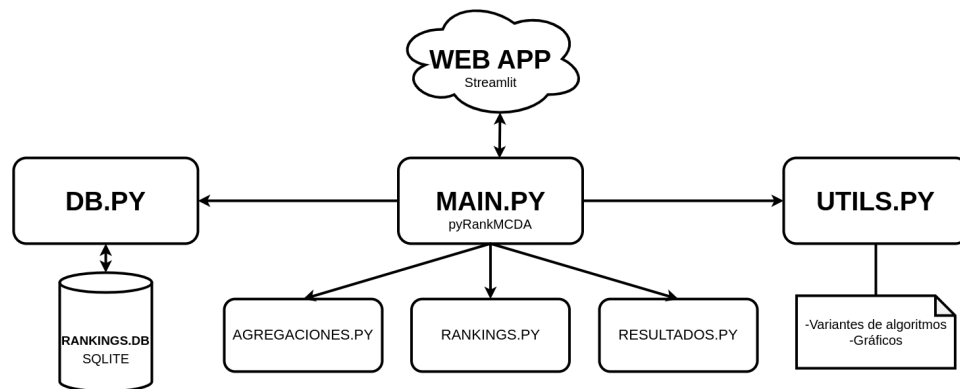 WEB APP
Streamlit
DB.PY
MAIN.PY
pyRankMCDA
UTILS.PY
RANKINGS.DB
SQLITE
AGREGACIONES.PY
RANKINGS.PY
RESULTADOS.PY
-Variantes de algoritmos
-Gráficos